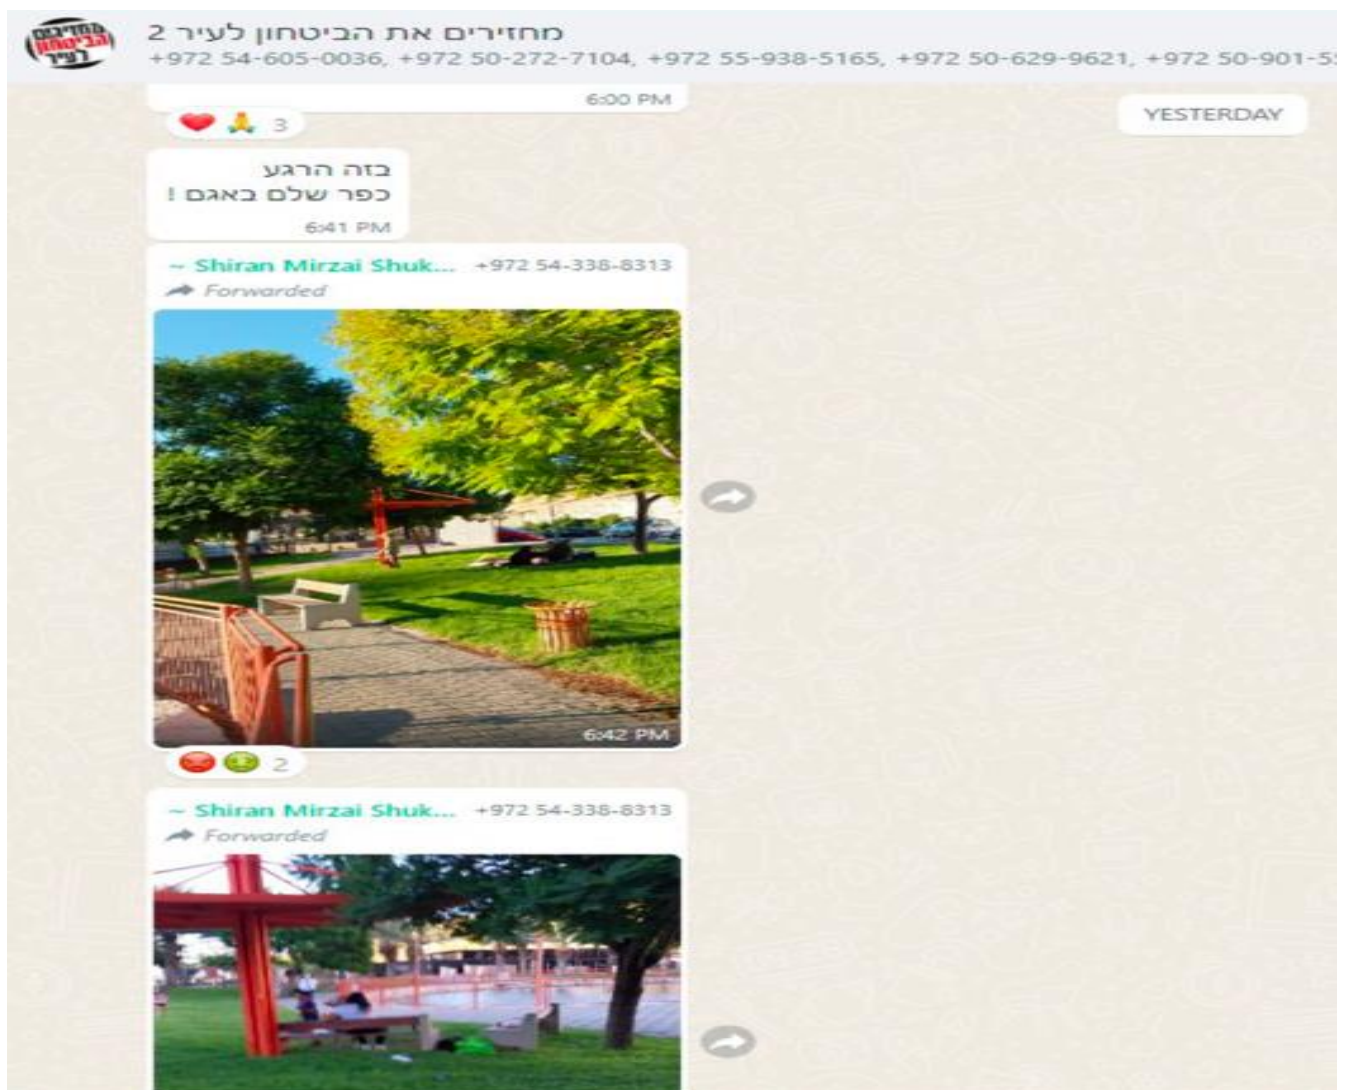 מחזירים
הביטחון
לעיר
מחזירים את הביטחון לעיר 2
+972 54-605-0036, +972 50-272-7104, +972 55-938-5165, +972 50-629-9621, +972 50-901-5
6:00 PM
YESTERDAY
3
בזה הרגע
כפר שלם באגם !
6:41 PM
~ Shiran Mirzai Shuk... +972 54-338-8313
Forwarded
6:42 PM
2
~ Shiran Mirzai Shuk... +972 54-338-8313
Forwarded